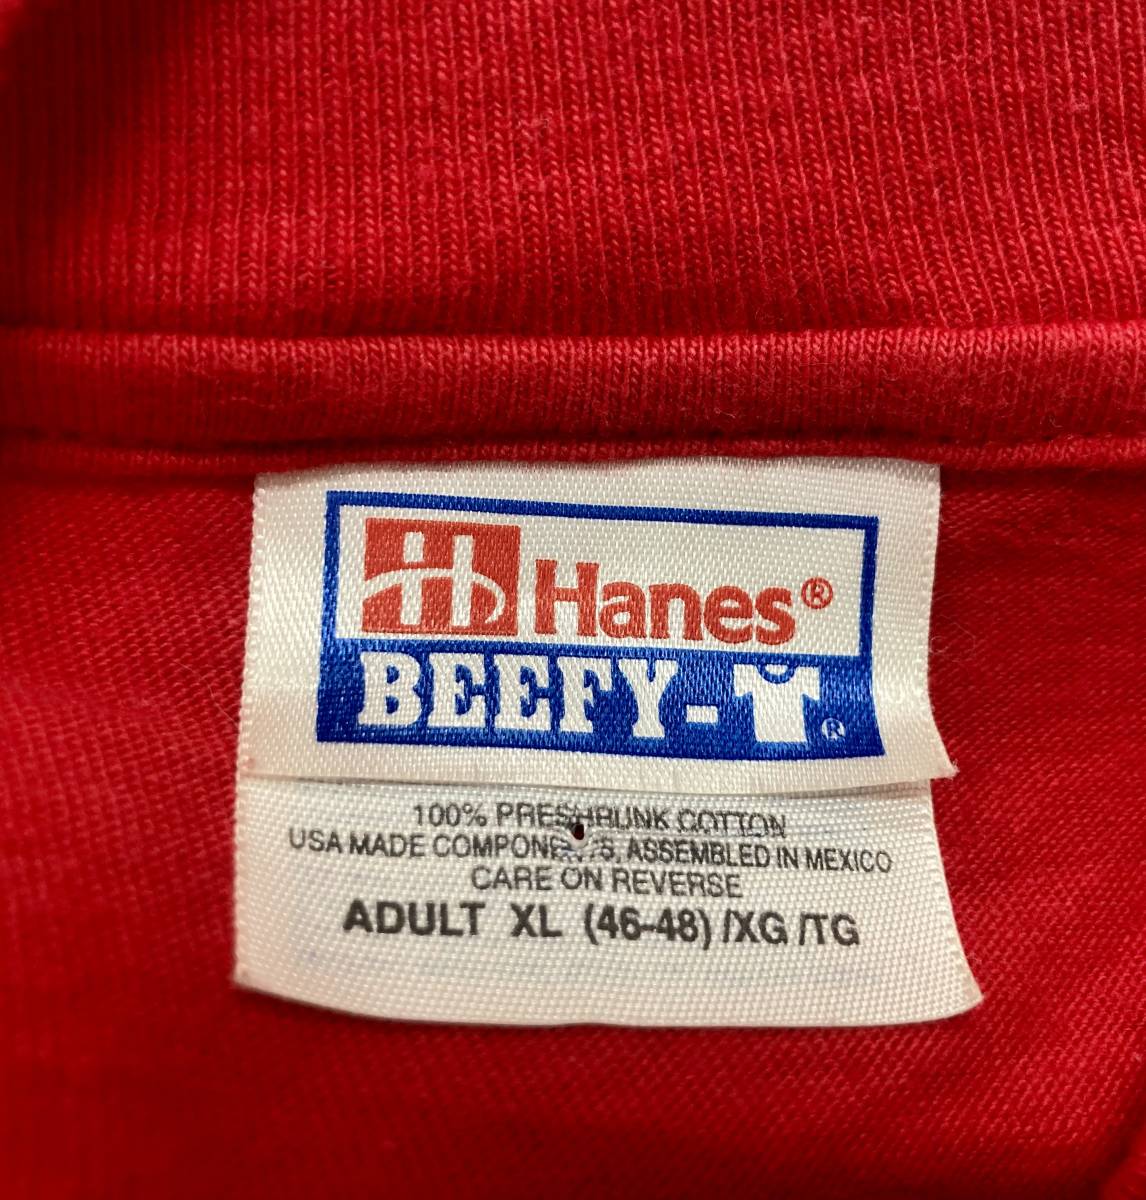 H Hanes®
BEEFY-T®
100% PRESHRUNK COTTON
USA MADE COMPONENTS, ASSEMBLED IN MEXICO
CARE ON REVERSE
ADULT XL (46-48) /XG /TG